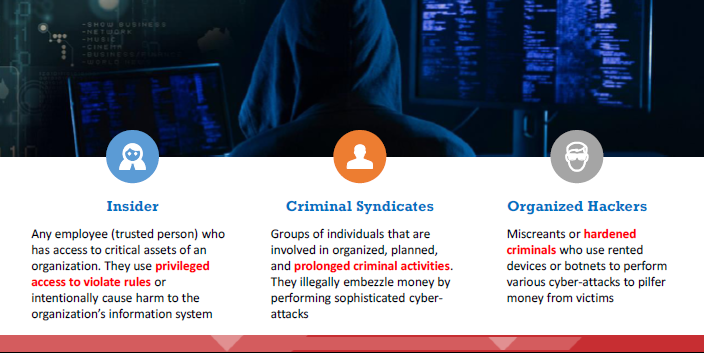 -SHOW BUSINESS
-NETWORK
-MUSIC
-CINEMA
-BUSINESS
Insider
Any employee (trusted person) who
has access to critical assets of an
organization. They use privileged
access to violate rules or
intentionally cause harm to the
organization’s information system
Criminal Syndicates
Groups of individuals that are
involved in organized, planned,
and prolonged criminal activities.
They illegally embezzle money by
performing sophisticated cyber-
attacks
Organized Hackers
Miscreants or hardened
criminals who use rented
devices or botnets to perform
various cyber-attacks to pilfer
money from victims